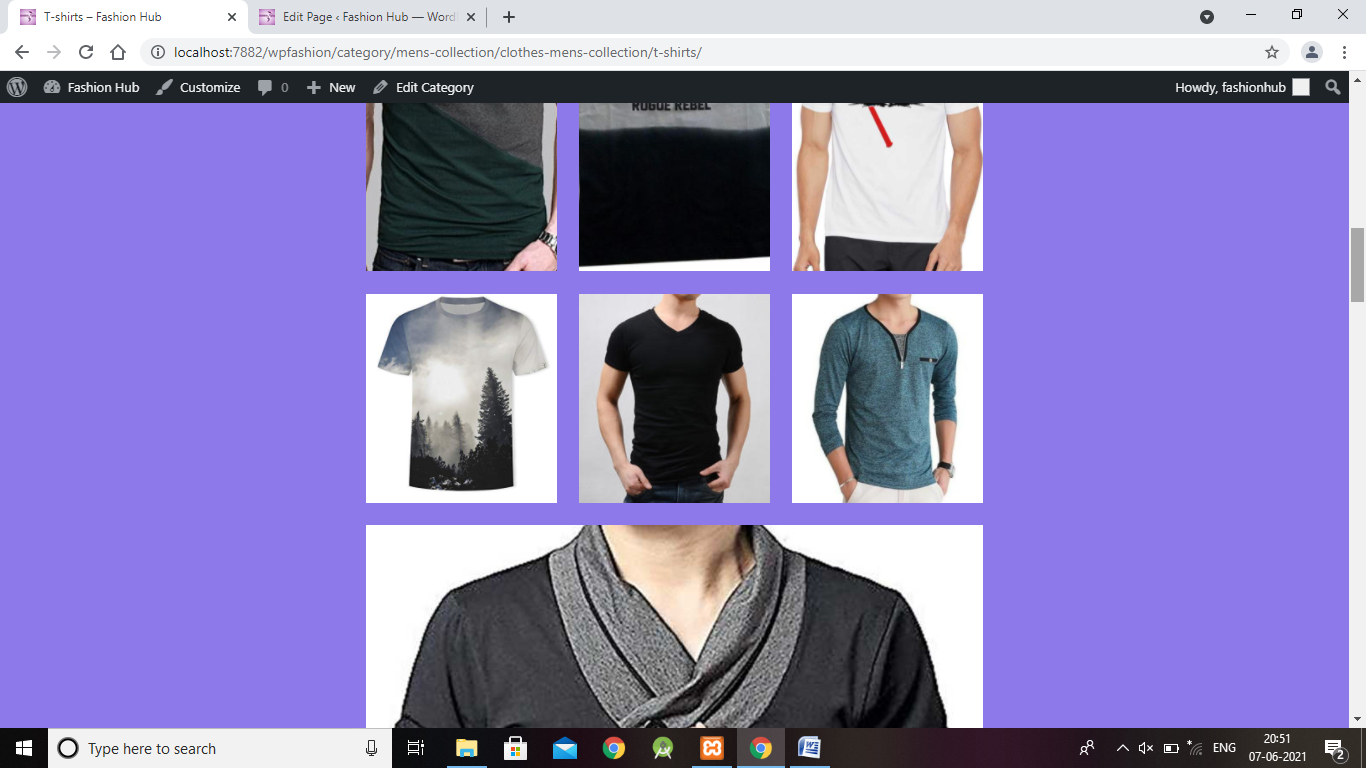 T-shirts – Fashion Hub
Edit Page ‹ Fashion Hub — Word
localhost:7882/wpfashion/category/mens-collection/clothes-mens-collection/t-shirts/
Fashion Hub Customize 0 New Edit Category Howdy, fashionhub
ROGUE REBEL
Type here to search
ENG
20:51
07-06-2021
2